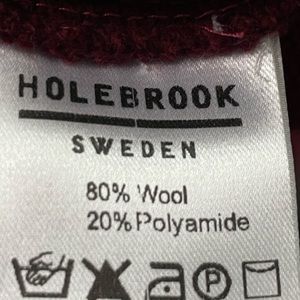 HOLEBROOK
SWEDEN
80% Wool
20% Polyamide
P